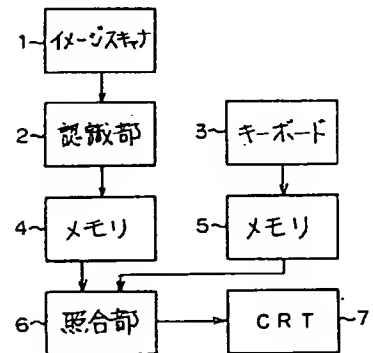 1 イメージスキャナ
2 認識部
3 キーボード
4 メモリ
5 メモリ
6 照合部
CRT 7